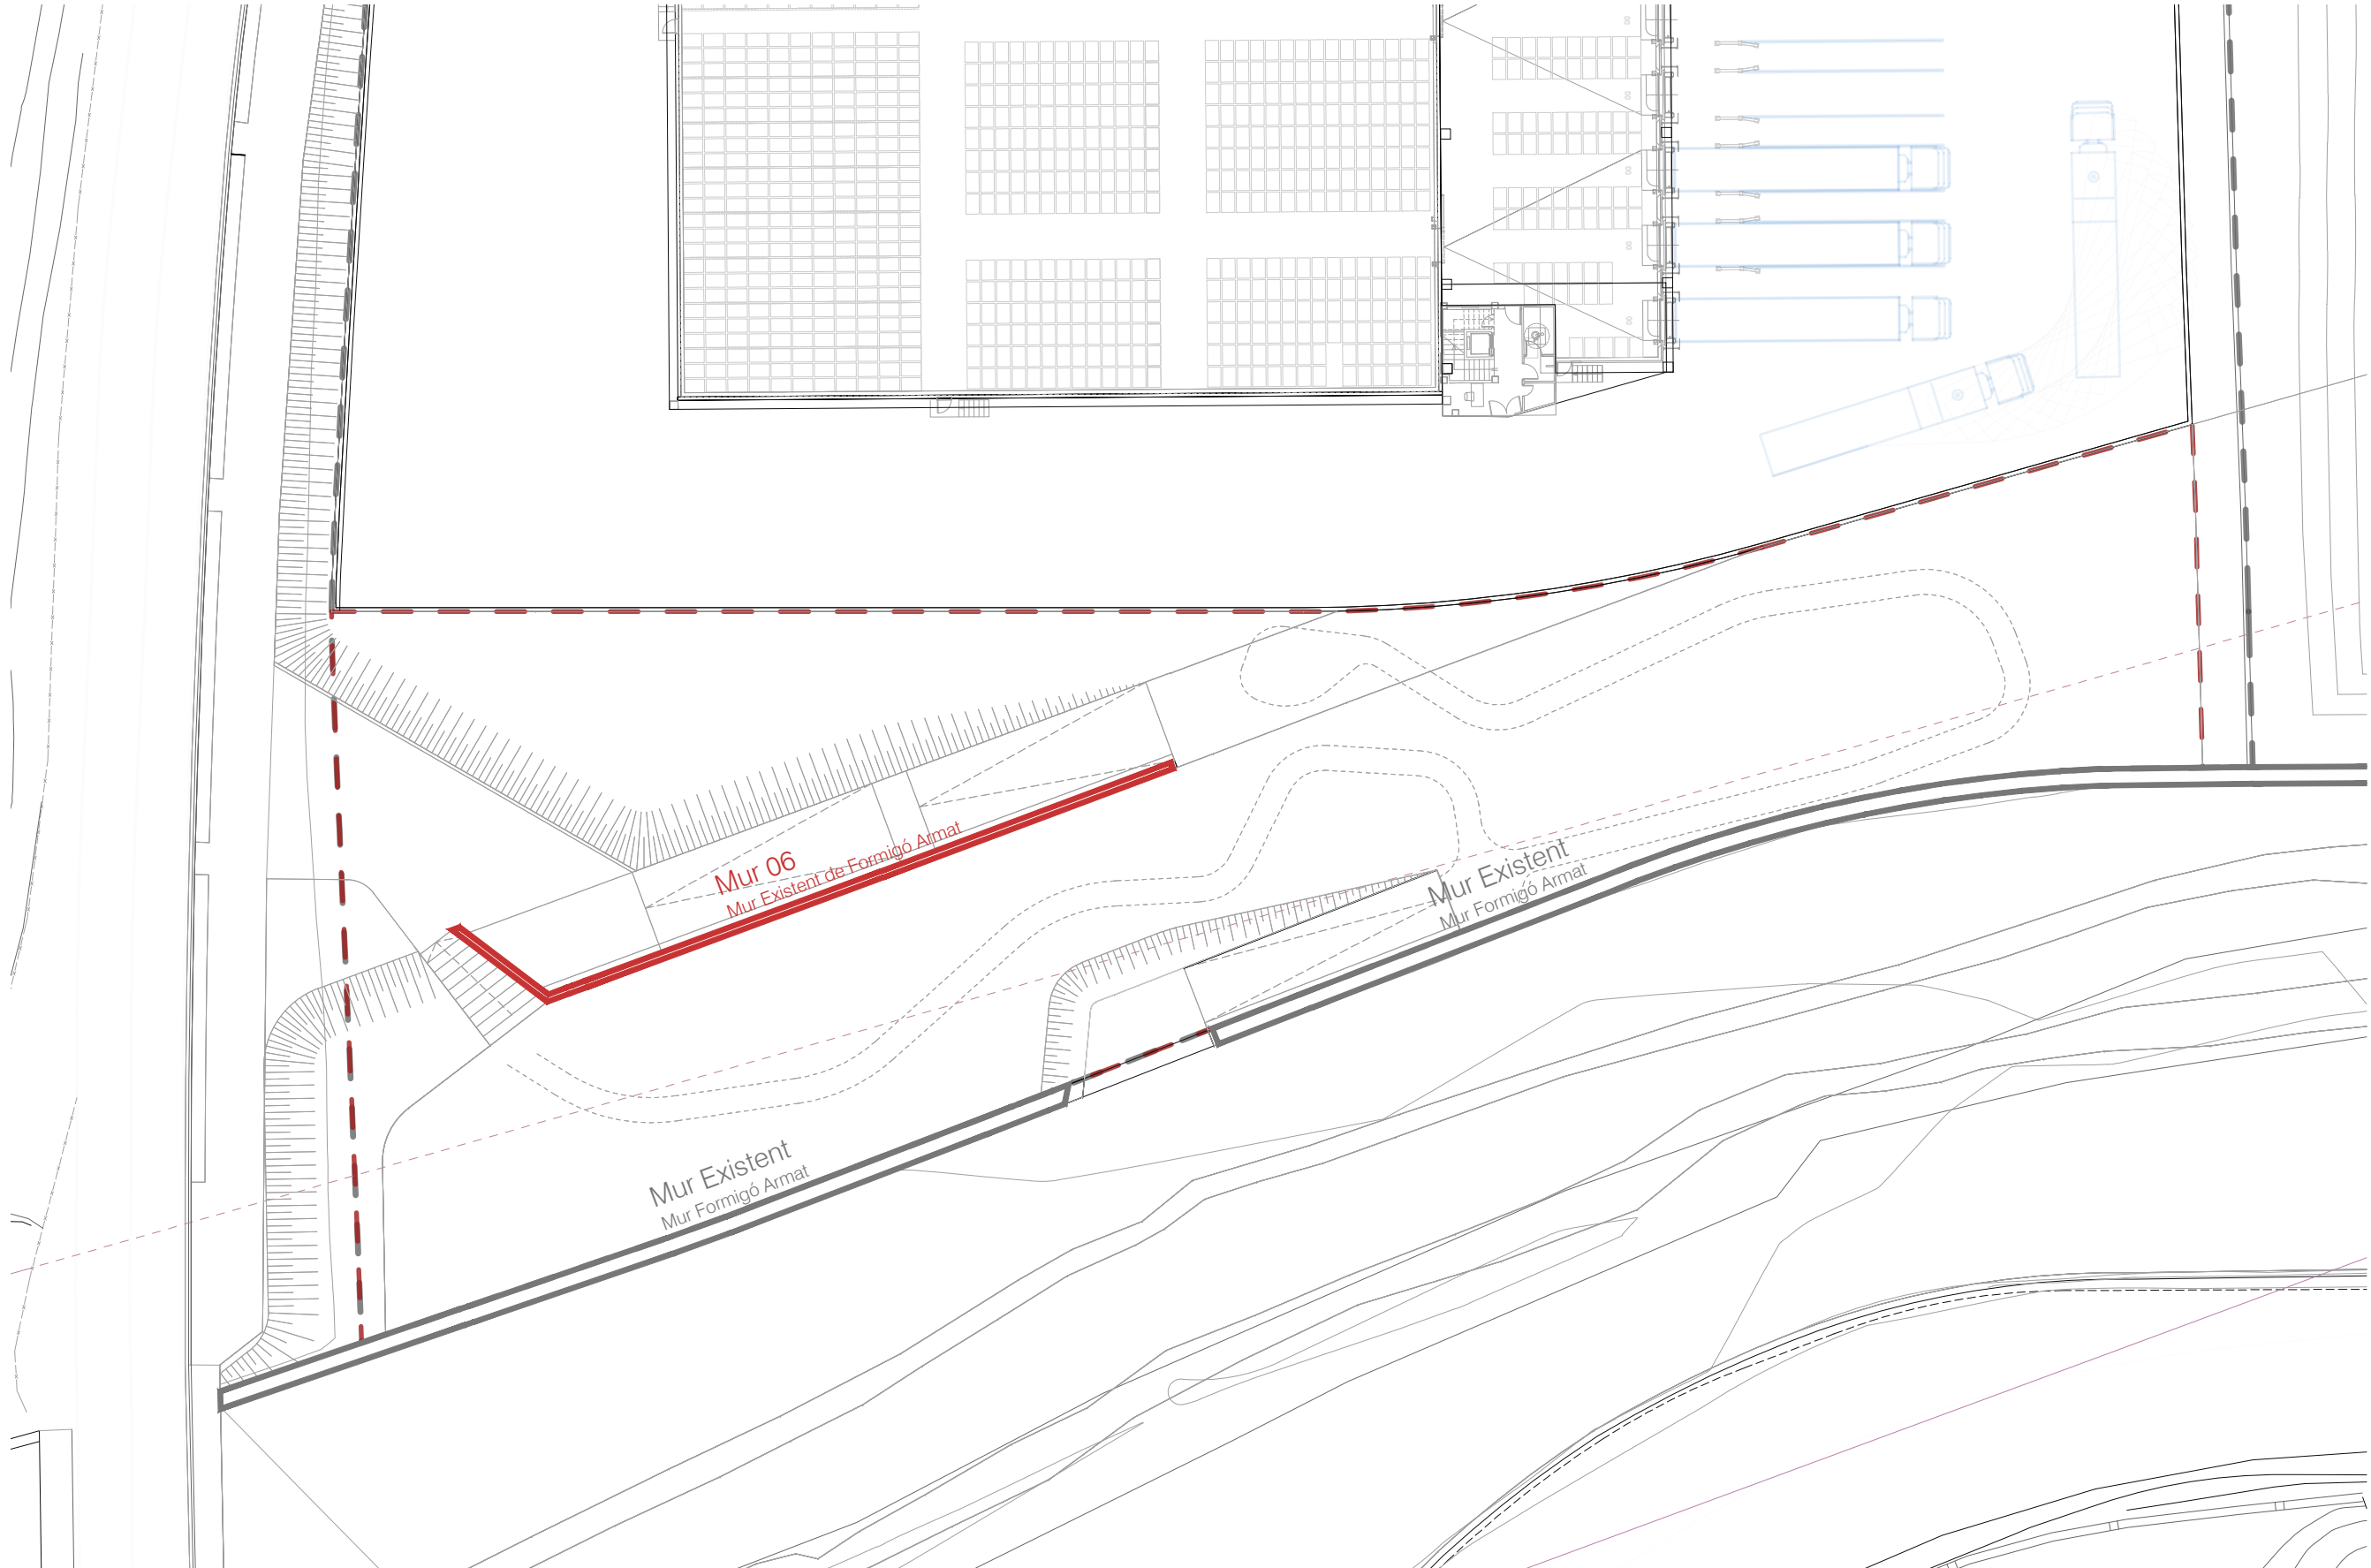 Mur 06
Mur Existent de Formigó Armat
Mur Existent
Mur Formigó Armat
Mur Existent
Mur Formigó Armat